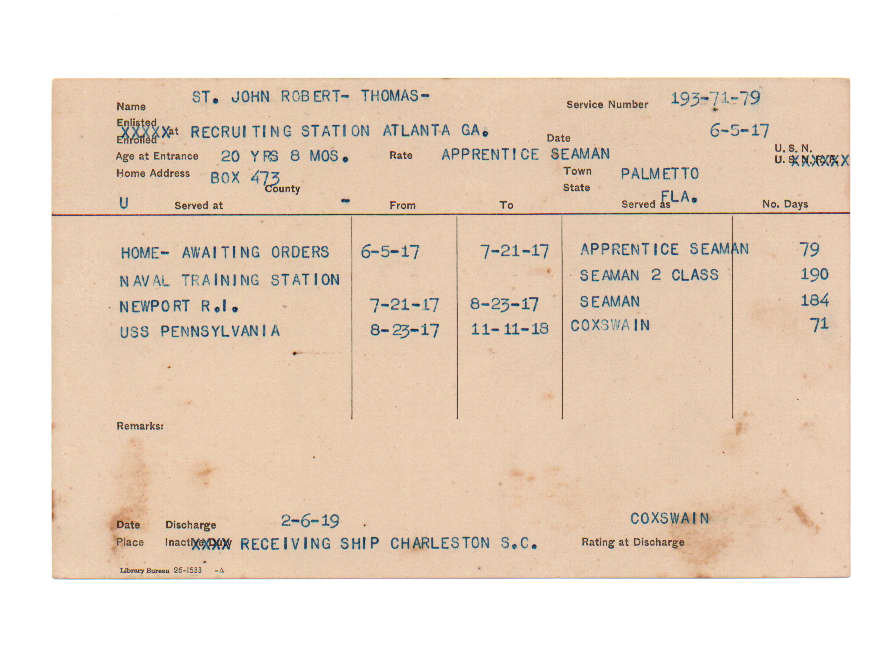 Name ST. JOHN ROBERT- THOMAS- Service Number 193-71-79
Enlisted
Enrolled XXXXX at RECRUITING STATION ATLANTA GA. Date 6-5-17
Age at Entrance 20 YRS 8 MOS. Rate APPRENTICE SEAMAN U. S. N.
U. S. N. R. F. XXXXXX
Home Address BOX 473 County Town PALMETTO
State FLA.
U Served at - From To Served as No. Days
HOME- AWAITING ORDERS 6-5-17 7-21-17 APPRENTICE SEAMAN 79
NAVAL TRAINING STATION SEAMAN 2 CLASS 190
NEWPORT R.I. 7-21-17 8-23-17 SEAMAN 184
USS PENNSYLVANIA 8-23-17 11-11-18 COXSWAIN 71
Remarks:
Date Discharge 2-6-19 COXSWAIN
Place Inactive Duty XXXX RECEIVING SHIP CHARLESTON S.C. Rating at Discharge
Library Bureau 26-1533 -A